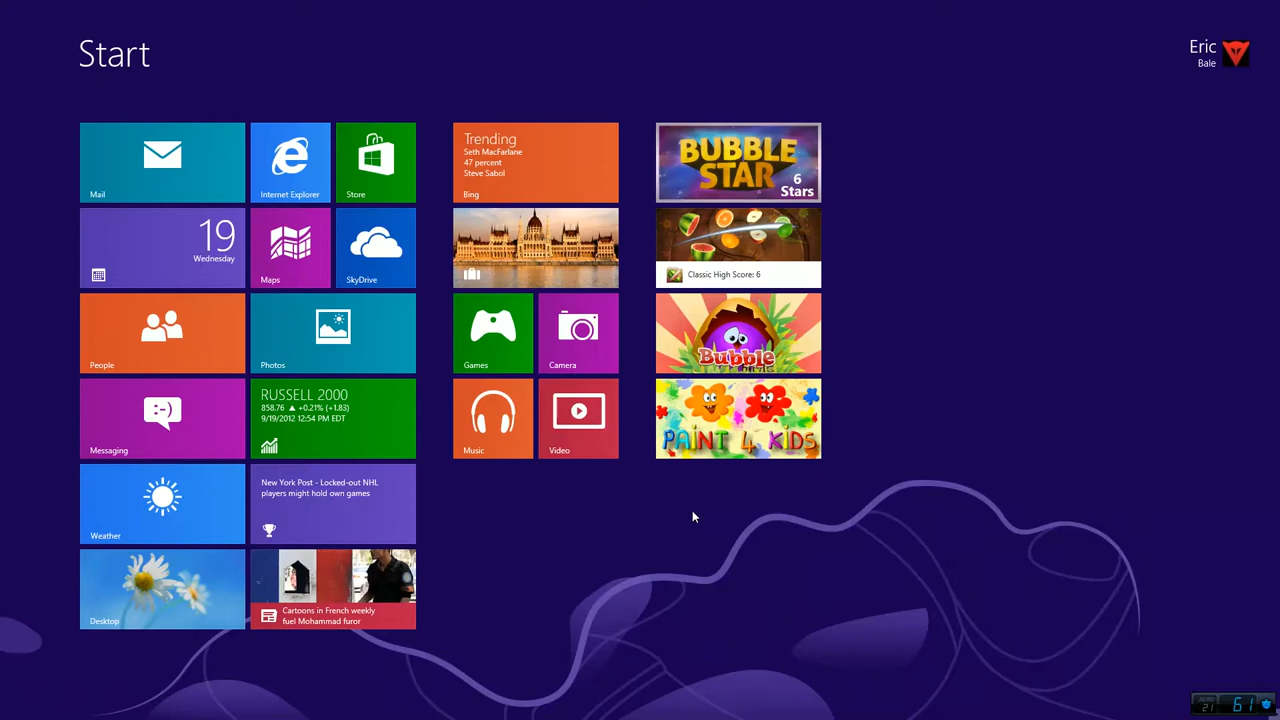 Start
Eric
Bale
Mail
Internet Explorer
Store
19
Wednesday
Maps
SkyDrive
People
Photos
Messaging
RUSSELL 2000
858.76 ▲ +0.21% (+1.83)
9/19/2012 12:54 PM EDT
Weather
New York Post - Locked-out NHL
players might hold own games
Desktop
Cartoons in French weekly
fuel Mohammad furor
Trending
Seth MacFarlane
47 percent
Steve Sabol
Bing
Games
Camera
Music
Video
BUBBLE
STAR
6
Stars
Classic High Score: 6
Bubble
PAINT 4 KIDS
21
61